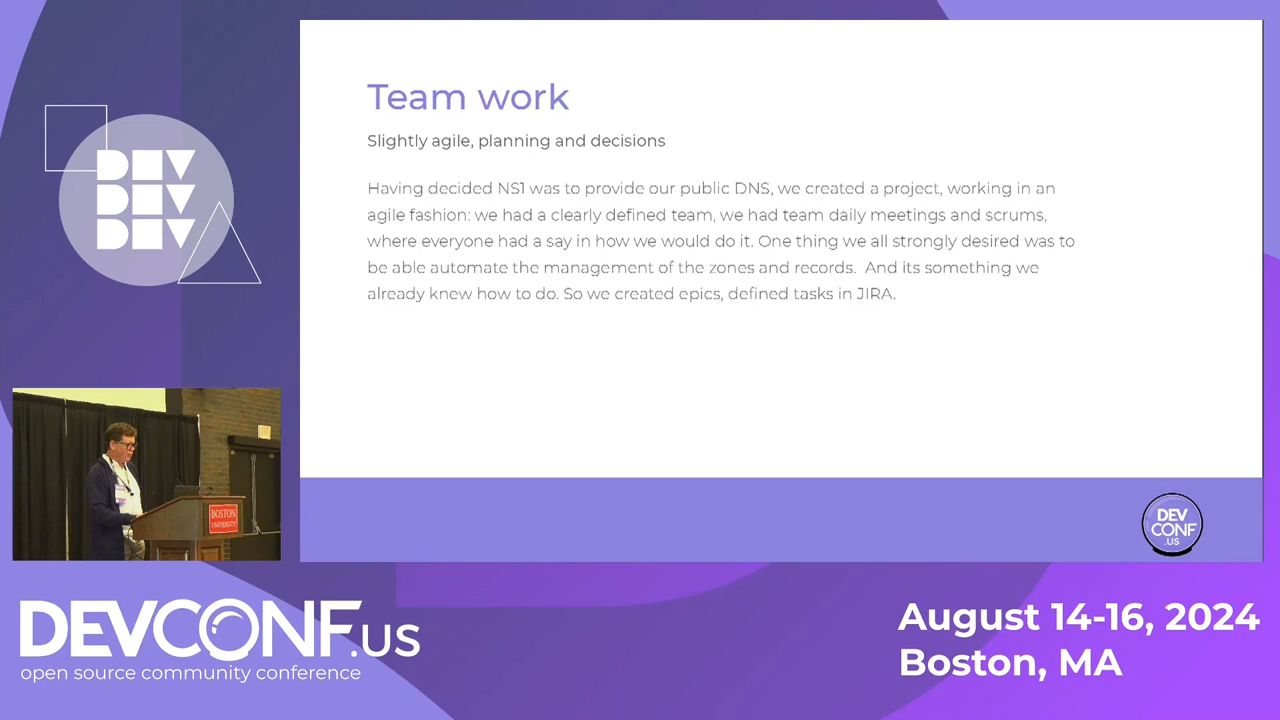 DEV
DEV
DEV
Team work
Slightly agile, planning and decisions
Having decided NS1 was to provide our public DNS, we created a project, working in an
agile fashion: we had a clearly defined team, we had team daily meetings and scrums,
where everyone had a say in how we would do it. One thing we all strongly desired was to
be able automate the management of the zones and records.  And its something we
already knew how to do. So we created epics, defined tasks in JIRA.
BOSTON
UNIVERSITY
DEV
CONF
.US
DEVCONF.US
open source community conference
August 14-16, 2024
Boston, MA